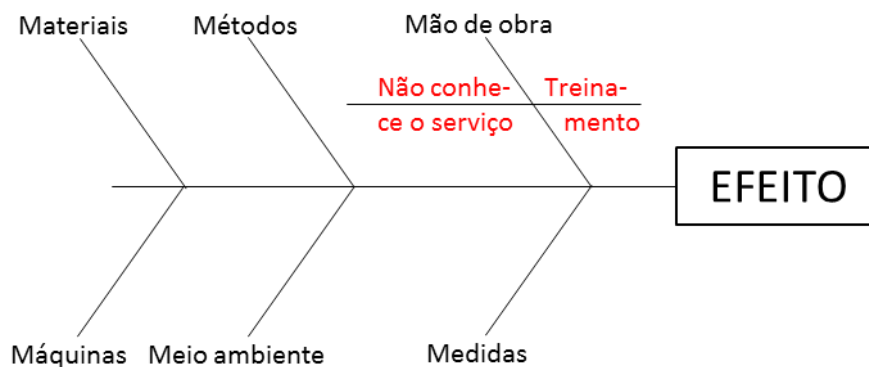 Materiais
Métodos
Mão de obra
Não conhe-
ce o serviço
Treina-
mento
EFEITO
Máquinas
Meio ambiente
Medidas